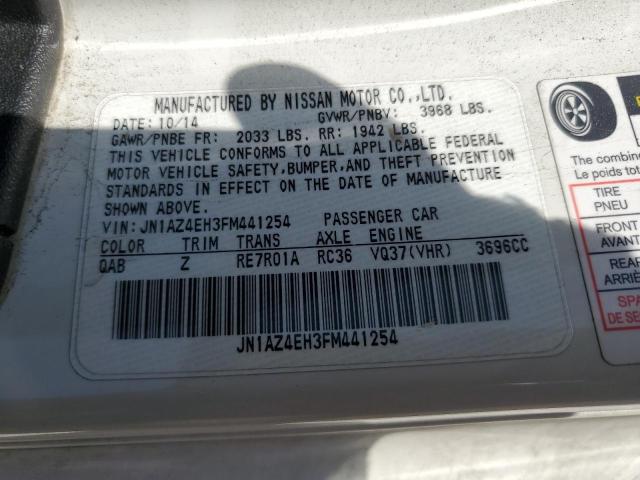 MANUFACTURED BY NISSAN MOTOR CO.,LTD.
DATE: 10/14 GVWR/PNBV: 3968 LBS.
GAWR/PNBE FR: 2033 LBS. RR: 1942 LBS.
THIS VEHICLE CONFORMS TO ALL APPLICABLE FEDERAL
MOTOR VEHICLE SAFETY,BUMPER,AND THEFT PREVENTION
STANDARDS IN EFFECT ON THE DATE OF MANUFACTURE
SHOWN ABOVE.
VIN: JN1AZ4EH3FM441254 PASSENGER CAR
COLOR TRIM TRANS AXLE ENGINE
QAB Z RE7R01A RC36 VQ37(VHR) 3696CC
JN1AZ4EH3FM441254
The combine
Le poids tot
TIRE
PNEU
FRONT
AVANT
REAR
ARRIÈR
SPA
DE SE